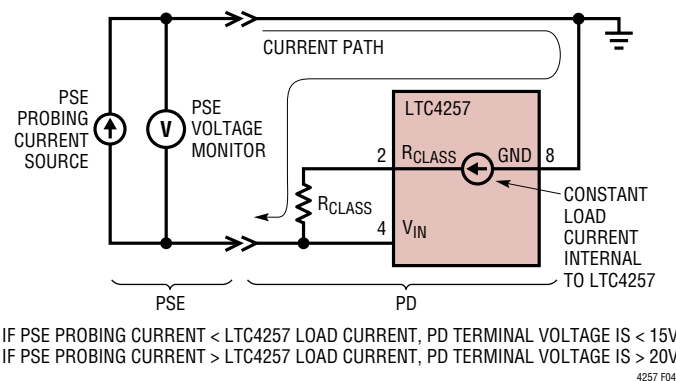 CURRENT PATH
PSE
PROBING
CURRENT
SOURCE
V
PSE
VOLTAGE
MONITOR
LTC4257
2
RCLASS
GND
8
RCLASS
4
VIN
CONSTANT
LOAD
CURRENT
INTERNAL
TO LTC4257
PSE
PD
IF PSE PROBING CURRENT < LTC4257 LOAD CURRENT, PD TERMINAL VOLTAGE IS < 15V
IF PSE PROBING CURRENT > LTC4257 LOAD CURRENT, PD TERMINAL VOLTAGE IS > 20V
4257 F04